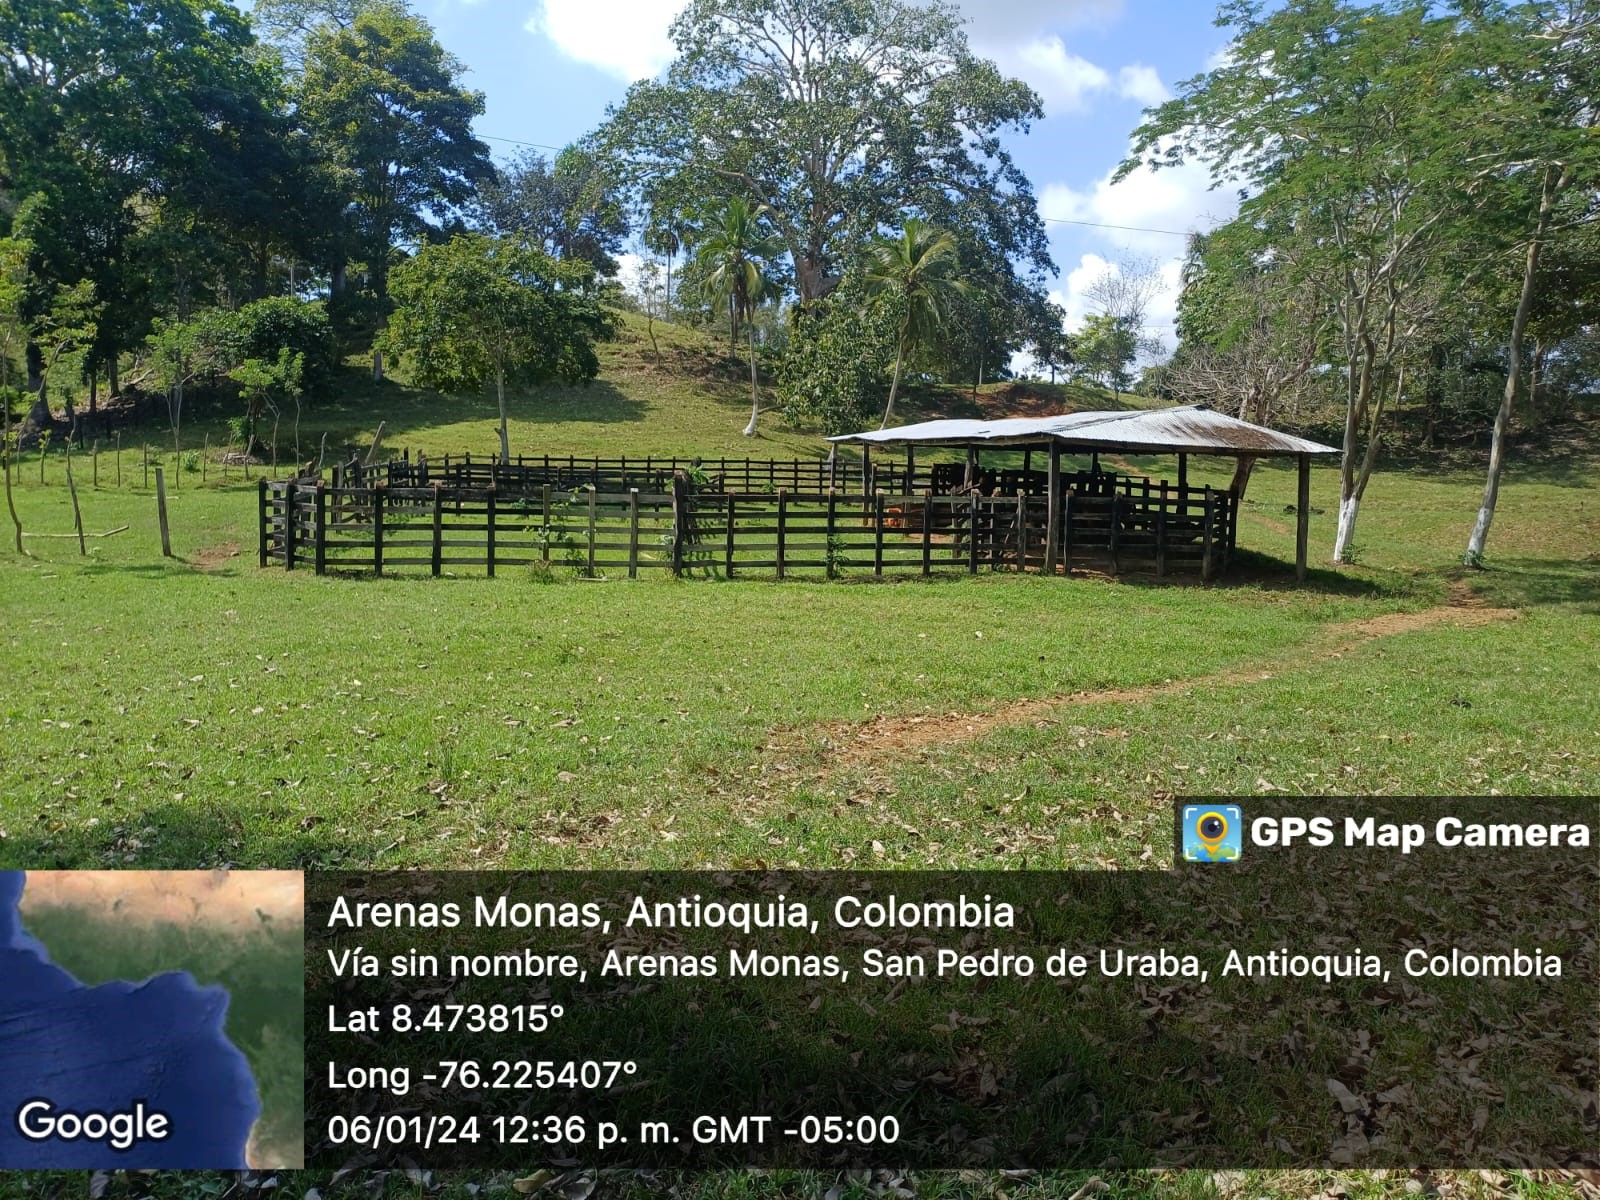 GPS Map Camera
Arenas Monas, Antioquia, Colombia
Vía sin nombre, Arenas Monas, San Pedro de Uraba, Antioquia, Colombia
Lat 8.473815°
Long -76.225407°
06/01/24 12:36 p. m. GMT -05:00
Google